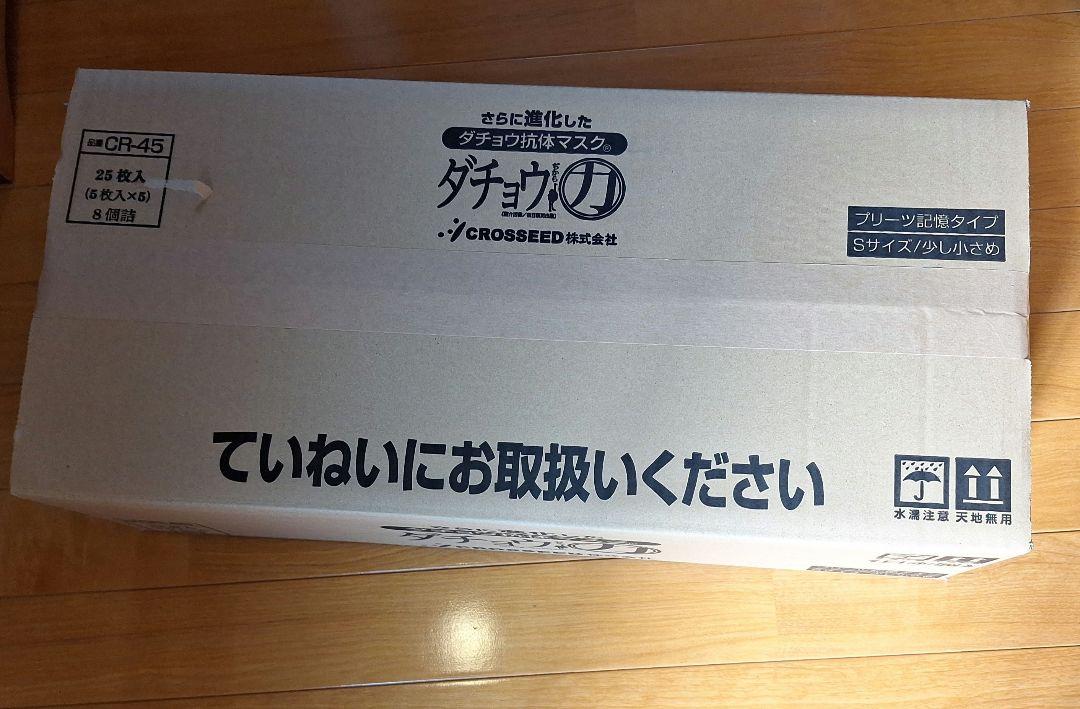 品番 CR-45
25枚入
(5枚入×5)
8個詰
さらに進化した
ダチョウ抗体マスク®
ダチョウ力
CROSSEED株式会社
プリーツ記憶タイプ
Sサイズ/少し小さめ
ていねいにお取扱いください
水濡注意 天地無用